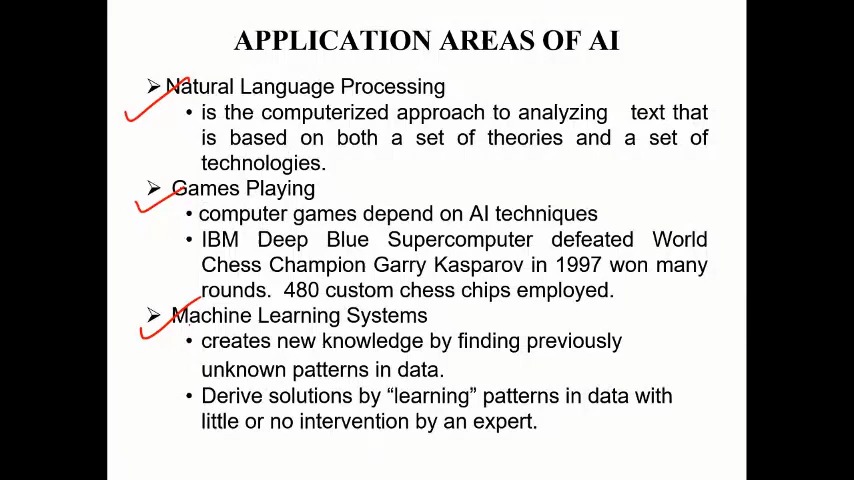 APPLICATION AREAS OF AI
➢ Natural Language Processing
• is the computerized approach to analyzing text that
is based on both a set of theories and a set of
technologies.
➢ Games Playing
• computer games depend on AI techniques
• IBM Deep Blue Supercomputer defeated World
Chess Champion Garry Kasparov in 1997 won many
rounds. 480 custom chess chips employed.
➢ Machine Learning Systems
• creates new knowledge by finding previously
unknown patterns in data.
• Derive solutions by “learning” patterns in data with
little or no intervention by an expert.